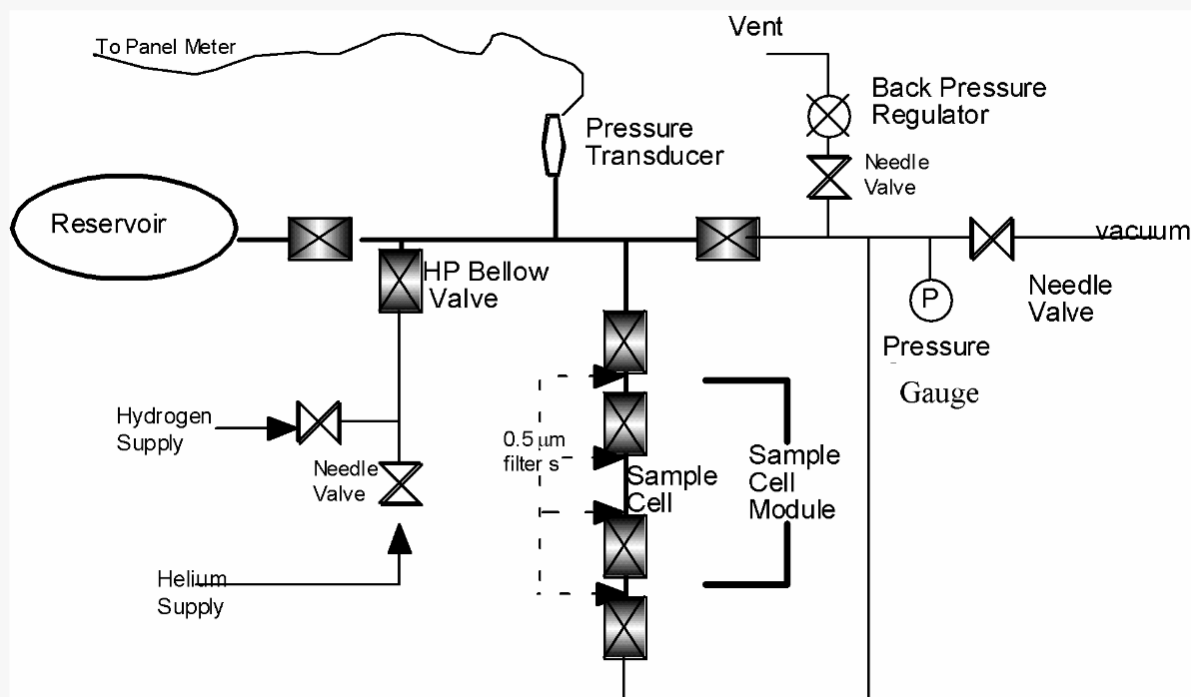 Vent
To Panel Meter
Back Pressure
Regulator
Pressure
Transducer
Needle
Valve
Reservoir
vacuum
HP Bellow
Valve
Needle
Valve
P
Pressure
Gauge
Hydrogen
Supply
0.5 µm
filter s
Needle
Valve
Sample
Cell
Sample
Cell
Module
Helium
Supply